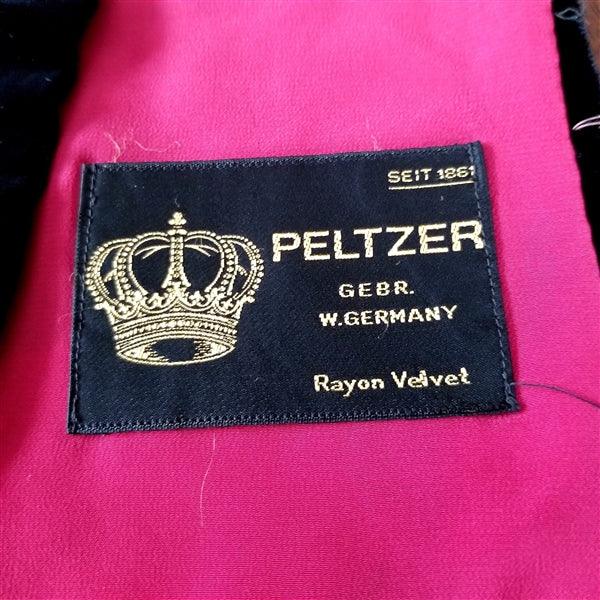 SEIT 1861
PELTZER
GEBR.
W.GERMANY
Rayon Velvet